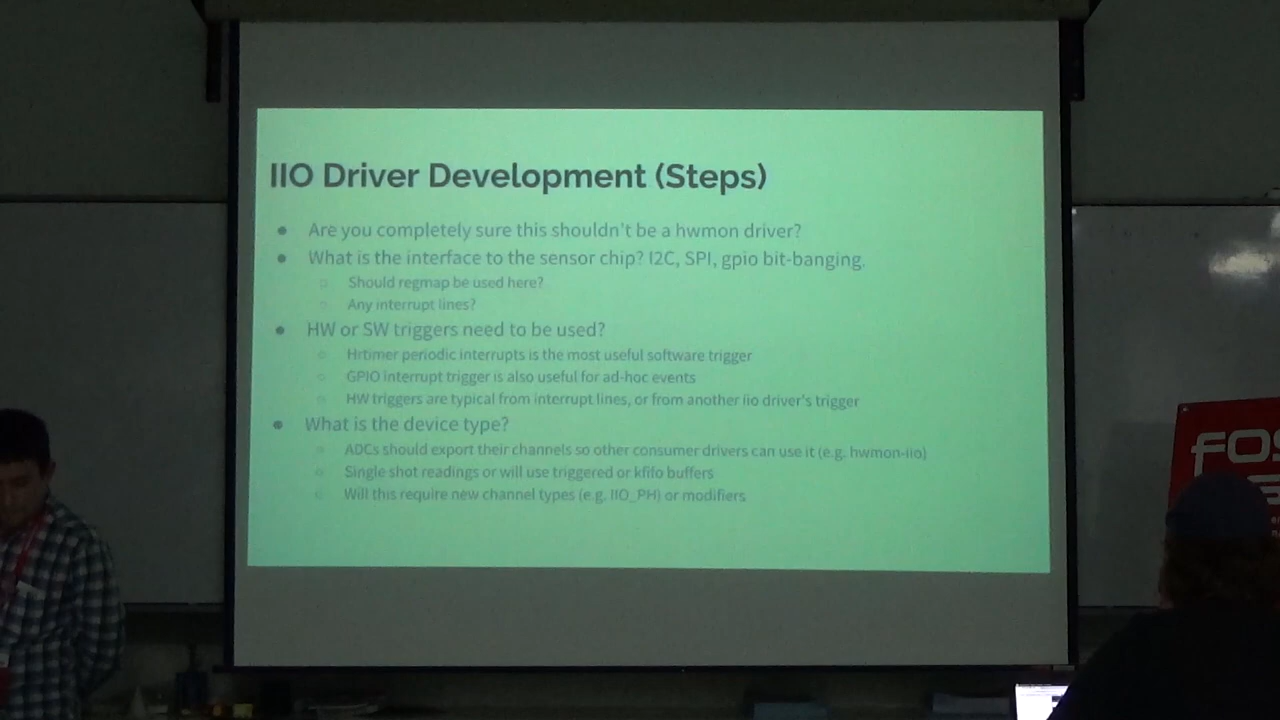 IIO Driver Development (Steps)
● Are you completely sure this shouldn't be a hwmon driver?
● What is the interface to the sensor chip? I2C, SPI, gpio bit-banging.
○ Should regmap be used here?
○ Any interrupt lines?
● HW or SW triggers need to be used?
○ Hrtimer periodic interrupts is the most useful software trigger
○ GPIO interrupt trigger is also useful for ad-hoc events
○ HW triggers are typical from interrupt lines, or from another iio driver's trigger
● What is the device type?
○ ADCs should export their channels so other consumer drivers can use it (e.g. hwmon-iio)
○ Single shot readings or will use triggered or kfifo buffers
○ Will this require new channel types (e.g. IIO_PH) or modifiers
FOS